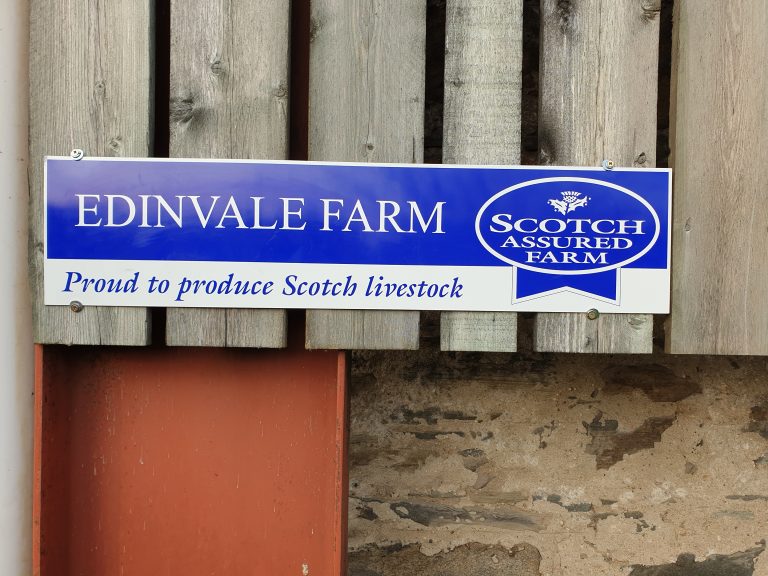 EDINVALE FARM
SCOTCH
ASSURED
FARM
Proud to produce Scotch livestock